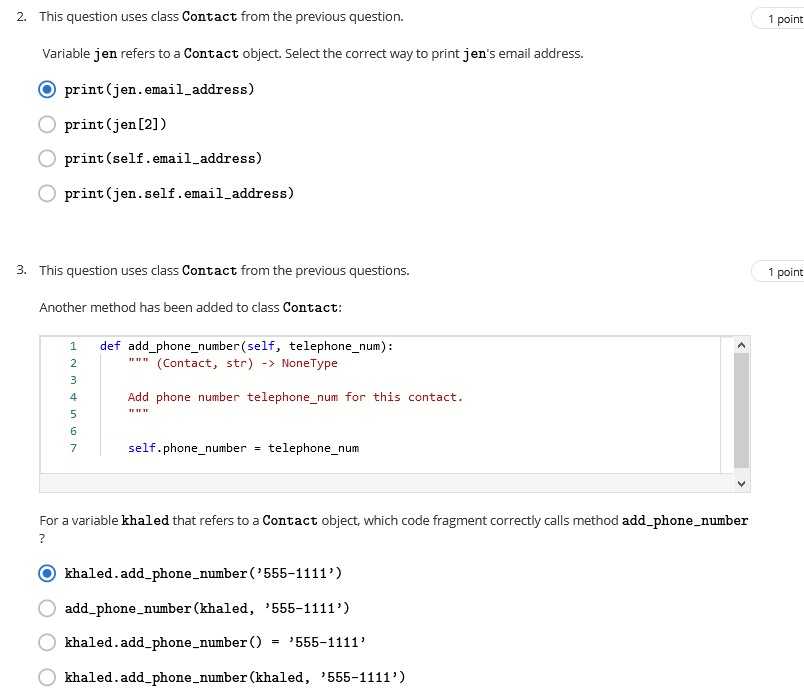 2. This question uses class Contact from the previous question.
1 point
Variable jen refers to a Contact object. Select the correct way to print jen's email address.
print(jen.email_address)
print(jen[2])
print(self.email_address)
print(jen.self.email_address)
3. This question uses class Contact from the previous questions.
1 point
Another method has been added to class Contact:
1 def add_phone_number(self, telephone_num):
2 """ (Contact, str) -> NoneType
3
4 Add phone number telephone_num for this contact.
5 """
6
7 self.phone_number = telephone_num
For a variable khaled that refers to a Contact object, which code fragment correctly calls method add_phone_number
?
khaled.add_phone_number(’555-1111’)
add_phone_number(khaled, ’555-1111’)
khaled.add_phone_number() = ’555-1111’
khaled.add_phone_number(khaled, ’555-1111’)